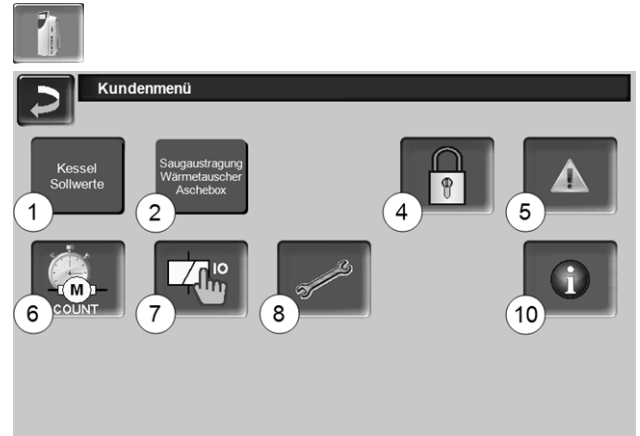 Kundenmenü
Kessel
Sollwerte
Saugaustragung
Wärmetauscher
Aschebox
1
2
4
5
IO
M
COUNT
6
7
8
10